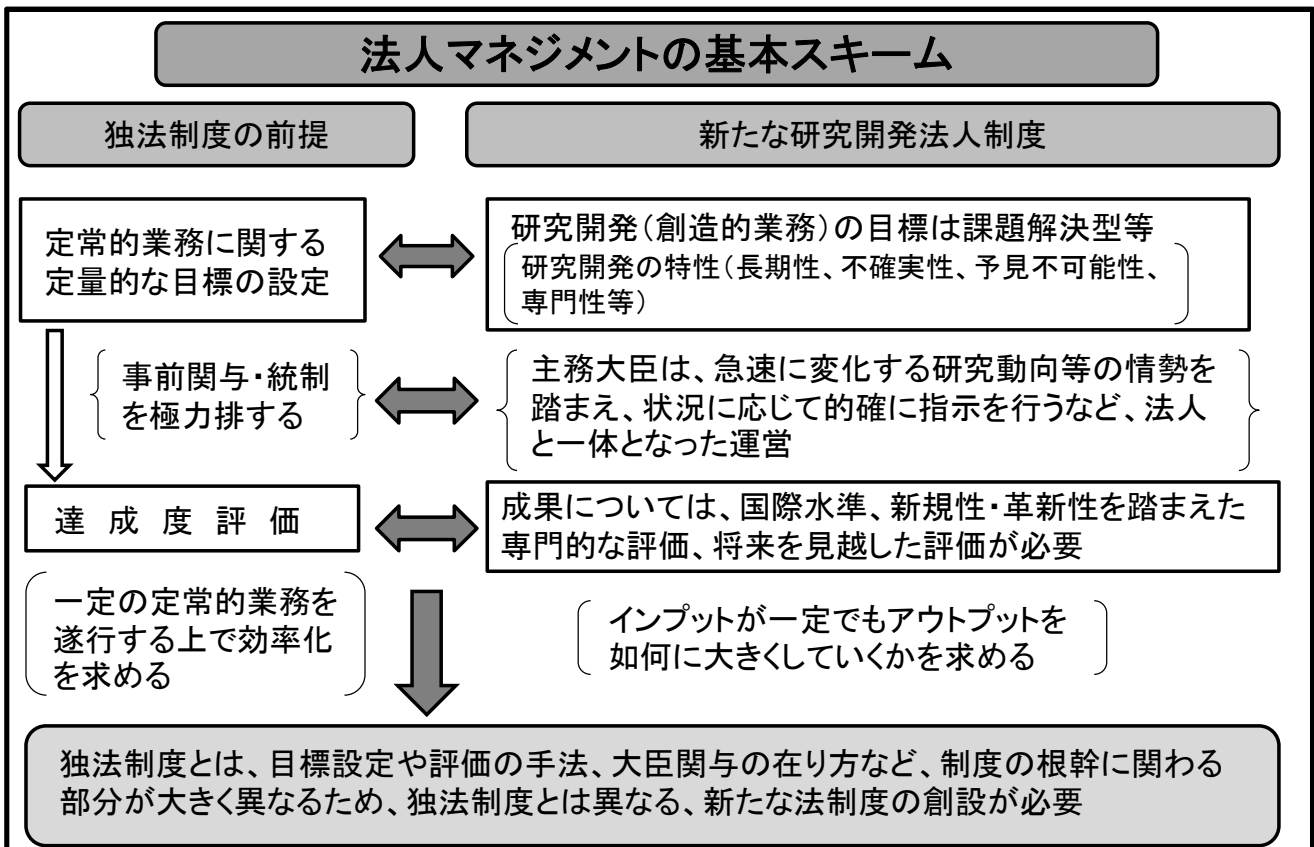 法人マネジメントの基本スキーム
独法制度の前提
新たな研究開発法人制度
定常的業務に関する
定量的な目標の設定
研究開発(創造的業務)の目標は課題解決型等
研究開発の特性(長期性、不確実性、予見不可能性、
専門性等)
事前関与・統制
を極力排する
主務大臣は、急速に変化する研究動向等の情勢を
踏まえ、状況に応じて的確に指示を行うなど、法人
と一体となった運営
達 成 度 評 価
成果については、国際水準、新規性・革新性を踏まえた
専門的な評価、将来を見越した評価が必要
一定の定常的業務を
遂行する上で効率化
を求める
インプットが一定でもアウトプットを
如何に大きくしていくかを求める
独法制度とは、目標設定や評価の手法、大臣関与の在り方など、制度の根幹に関わる
部分が大きく異なるため、独法制度とは異なる、新たな法制度の創設が必要